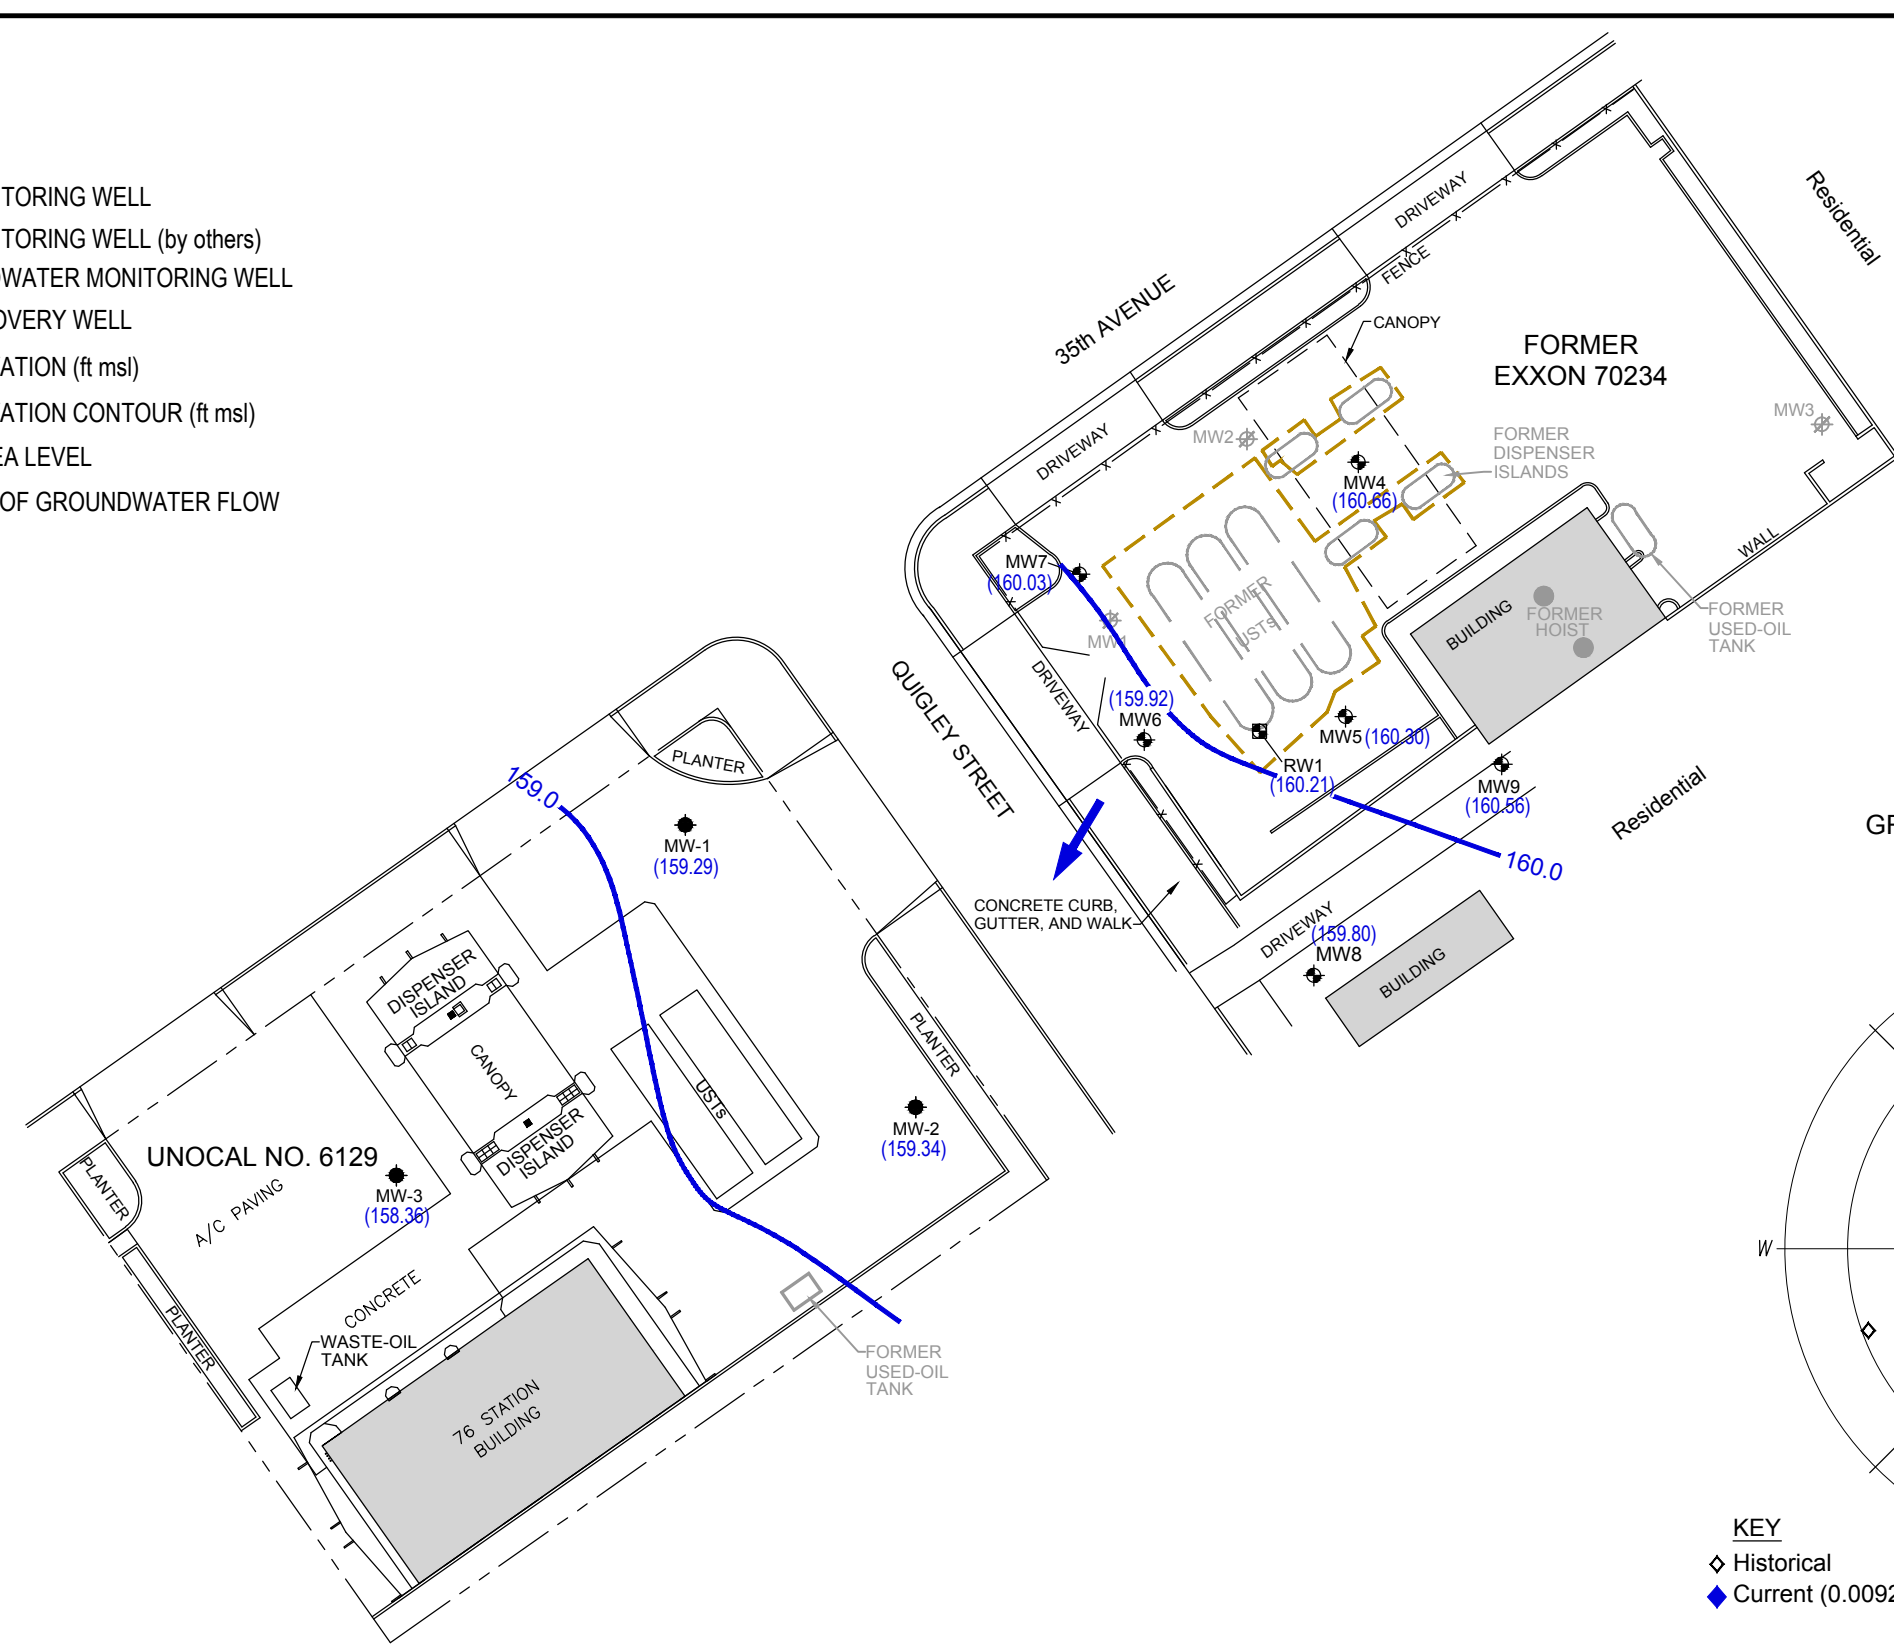 TORING WELL
TORING WELL (by others)
WATER MONITORING WELL
OVERY WELL
ATION (ft msl)
ATION CONTOUR (ft msl)
EA LEVEL
OF GROUNDWATER FLOW
35th AVENUE
DRIVEWAY
FENCE
Residential
CANOPY
FORMER
EXXON 70234
MW2
MW3
DRIVEWAY
FORMER
DISPENSER
ISLANDS
MW4
(160.66)
MW7
(160.03)
MW1
FORMER
USTs
BUILDING
FORMER
HOIST
WALL
FORMER
USED-OIL
TANK
DRIVEWAY
QUIGLEY STREET
(159.92)
MW6
MW5
(160.30)
RW1
(160.21)
MW9
(160.56)
Residential
160.0
GR
CONCRETE CURB,
GUTTER, AND WALK
DRIVEWAY
(159.80)
MW8
BUILDING
PLANTER
159.0
MW-1
(159.29)
DISPENSER
ISLAND
CANOPY
DISPENSER
ISLAND
USTs
PLANTER
MW-2
(159.34)
UNOCAL NO. 6129
PLANTER
A/C PAVING
MW-3
(158.36)
PLANTER
CONCRETE
WASTE-OIL
TANK
76 STATION
BUILDING
FORMER
USED-OIL
TANK
W
KEY
Historical
Current (0.0092